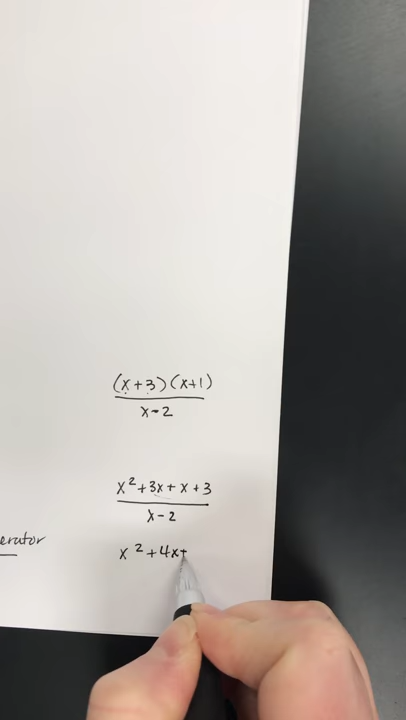 (x+3)(x+1)
x-2
x²+3x+x+3
x-2
erator
x²+4x+